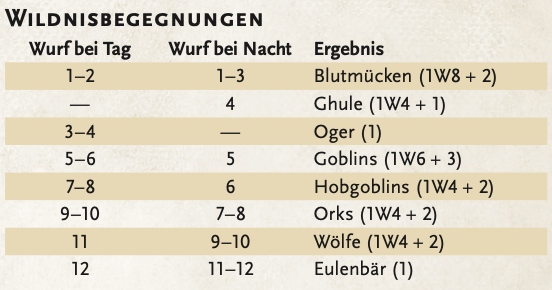 Wildnisbegegnungen
Wurf bei Tag Wurf bei Nacht Ergebnis
1–2 1–3 Blutmücken (1W8 + 2)
— 4 Ghule (1W4 + 1)
3–4 — Oger (1)
5–6 5 Goblins (1W6 + 3)
7–8 6 Hobgoblins (1W4 + 2)
9–10 7–8 Orks (1W4 + 2)
11 9–10 Wölfe (1W4 + 2)
12 11–12 Eulenbär (1)